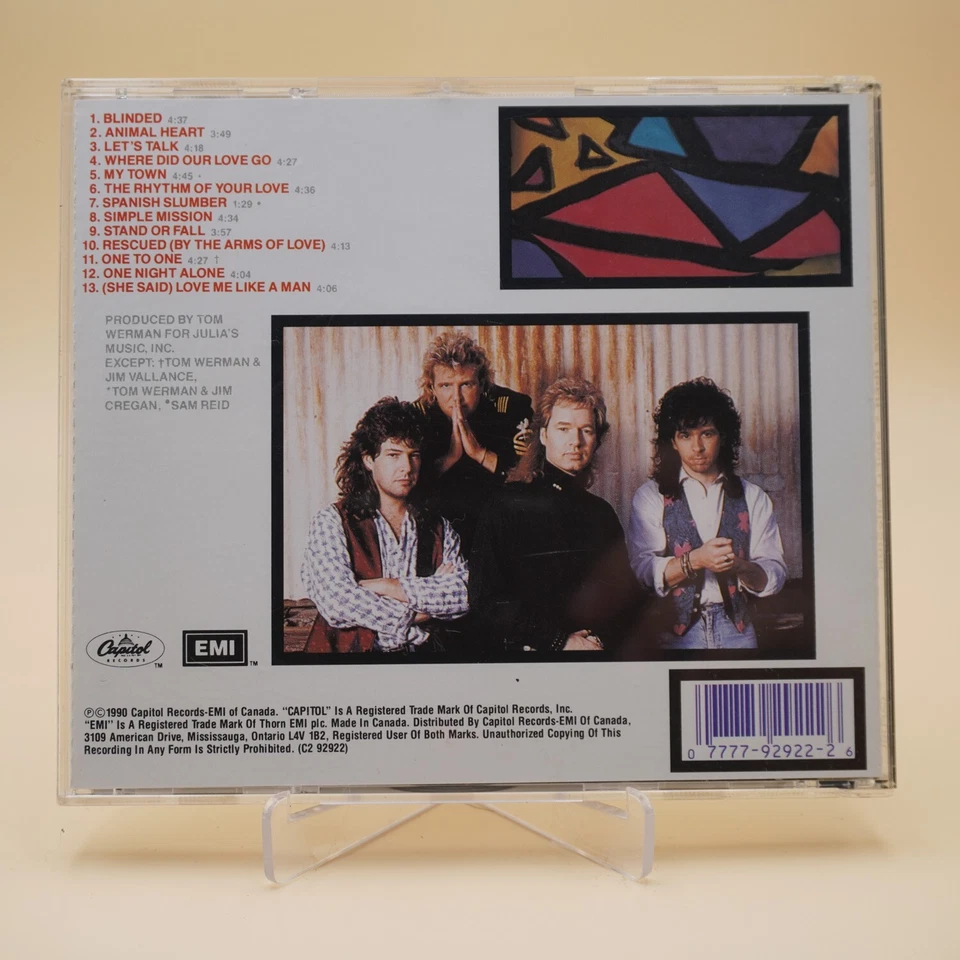 1. BLINDED 4:37
2. ANIMAL HEART 3:49
3. LET'S TALK 4:18
4. WHERE DID OUR LOVE GO 4:27
5. MY TOWN 4:45 •
6. THE RHYTHM OF YOUR LOVE 4:36
7. SPANISH SLUMBER 1:29 *
8. SIMPLE MISSION 4:34
9. STAND OR FALL 3:57
10. RESCUED (BY THE ARMS OF LOVE) 4:13
11. ONE TO ONE 4:27 †
12. ONE NIGHT ALONE 4:04
13. (SHE SAID) LOVE ME LIKE A MAN 4:06
PRODUCED BY TOM
WERMAN FOR JULIA'S
MUSIC, INC.
EXCEPT: †TOM WERMAN &
JIM VALLANCE,
•TOM WERMAN & JIM
CREGAN, *SAM REID
Capitol
RECORDS
TM
EMI
TM
Ⓟ©1990 Capitol Records-EMI of Canada. "CAPITOL" Is A Registered Trade Mark Of Capitol Records, Inc.
"EMI" Is A Registered Trade Mark Of Thorn EMI plc. Made In Canada. Distributed By Capitol Records-EMI Of Canada,
3109 American Drive, Mississauga, Ontario L4V 1B2, Registered User Of Both Marks. Unauthorized Copying Of This
Recording In Any Form Is Strictly Prohibited. (C2 92922)
0 7777-92922-2 6